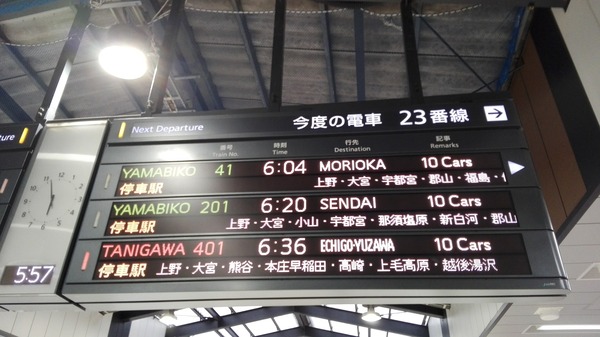 Next Departure 今度の電車 23番線 →
番号 時刻 行先 記事
Train No. Time Destination Remarks
YAMABIKO 41 6:04 MORIOKA 10 Cars
停車駅 上野・大宮・宇都宮・郡山・福島・
YAMABIKO 201 6:20 SENDAI 10 Cars
停車駅 上野・大宮・小山・宇都宮・那須塩原・新白河・郡山
TANIGAWA 401 6:36 ECHIGO-YUZAWA 10 Cars
停車駅 上野・大宮・熊谷・本庄早稲田・高崎・上毛高原・越後湯沢
5:57